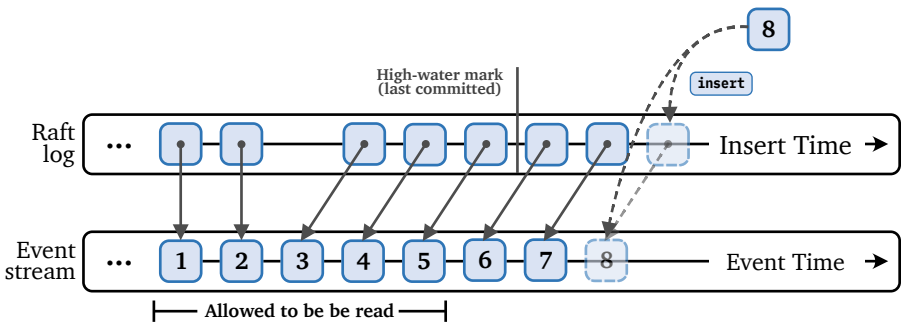 8
High-water mark
(last committed)
insert
Raft
log
... Insert Time
Event
stream
... 1 2 3 4 5 6 7 8 Event Time
Allowed to be be read